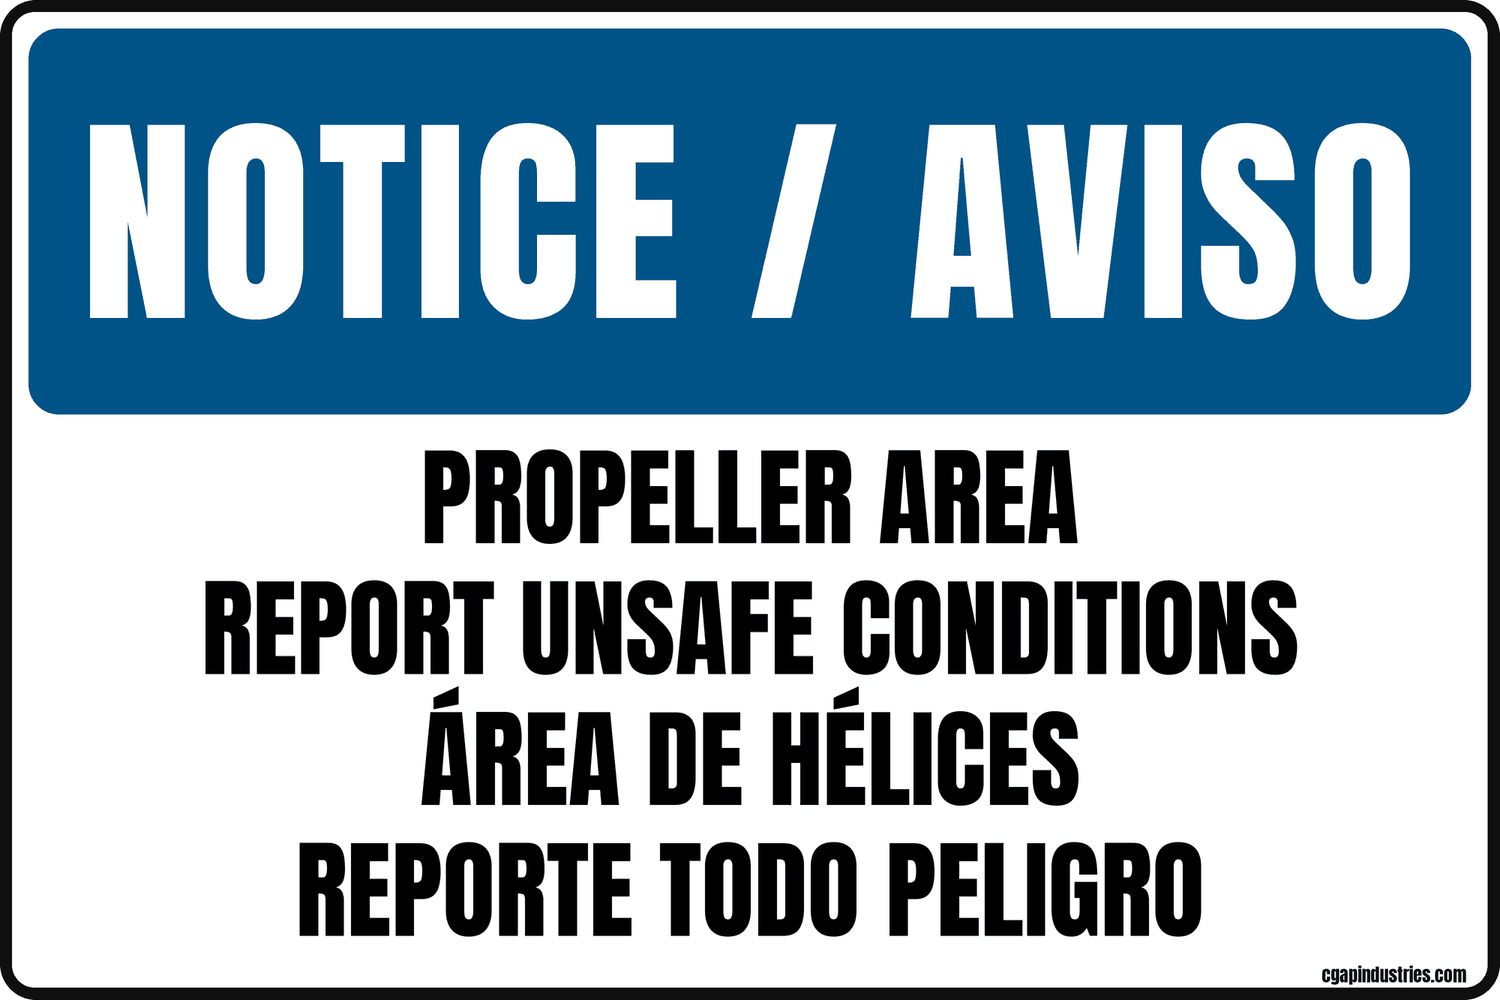 NOTICE / AVISO
PROPELLER AREA
REPORT UNSAFE CONDITIONS
ÁREA DE HÉLICES
REPORTE TODO PELIGRO
cgapindustries.com